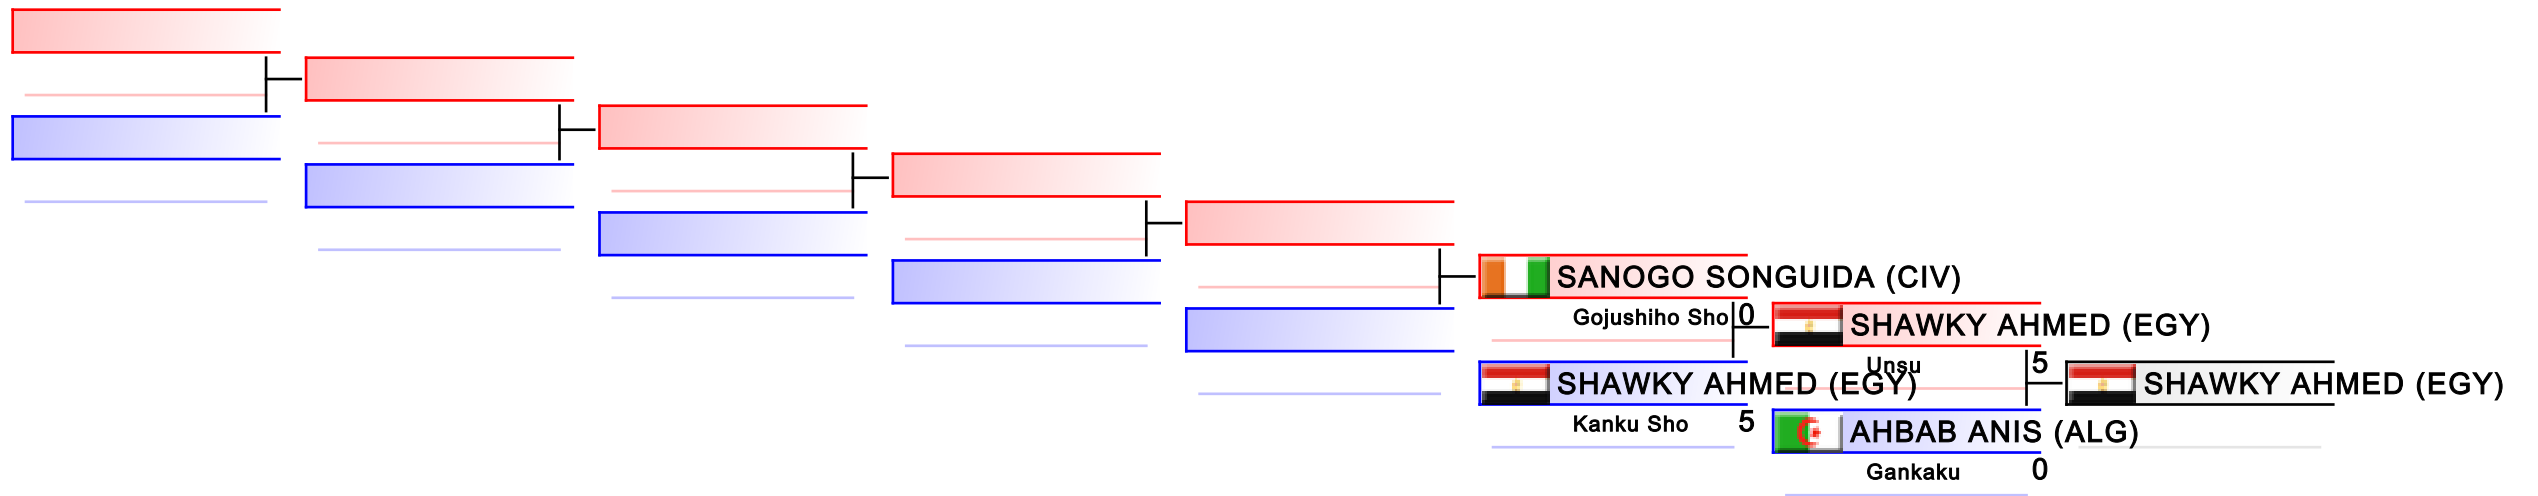 SANOGO SONGUIDA (CIV)
Gojushiho Sho 0
SHAWKY AHMED (EGY)
Kanku Sho 5
SHAWKY AHMED (EGY)
Unsu 5
AHBAB ANIS (ALG)
Gankaku 0
SHAWKY AHMED (EGY)